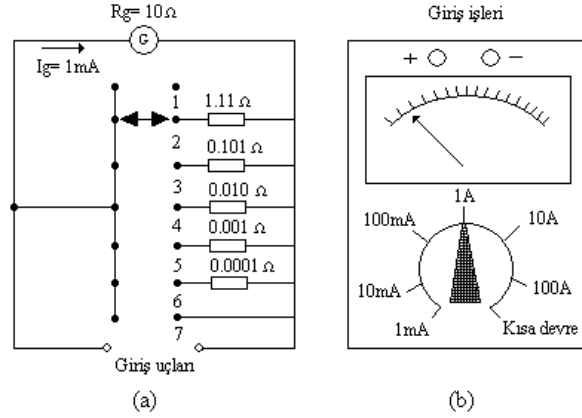 Rg= 10Ω
G
Ig= 1mA
1
1.11 Ω
2
0.101 Ω
3
0.010 Ω
4
0.001 Ω
5
0.0001 Ω
6
7
Giriş uçları
(a)
Giriş işleri
+ −
1A
100mA
10A
10mA
100A
1mA
Kısa devre
(b)